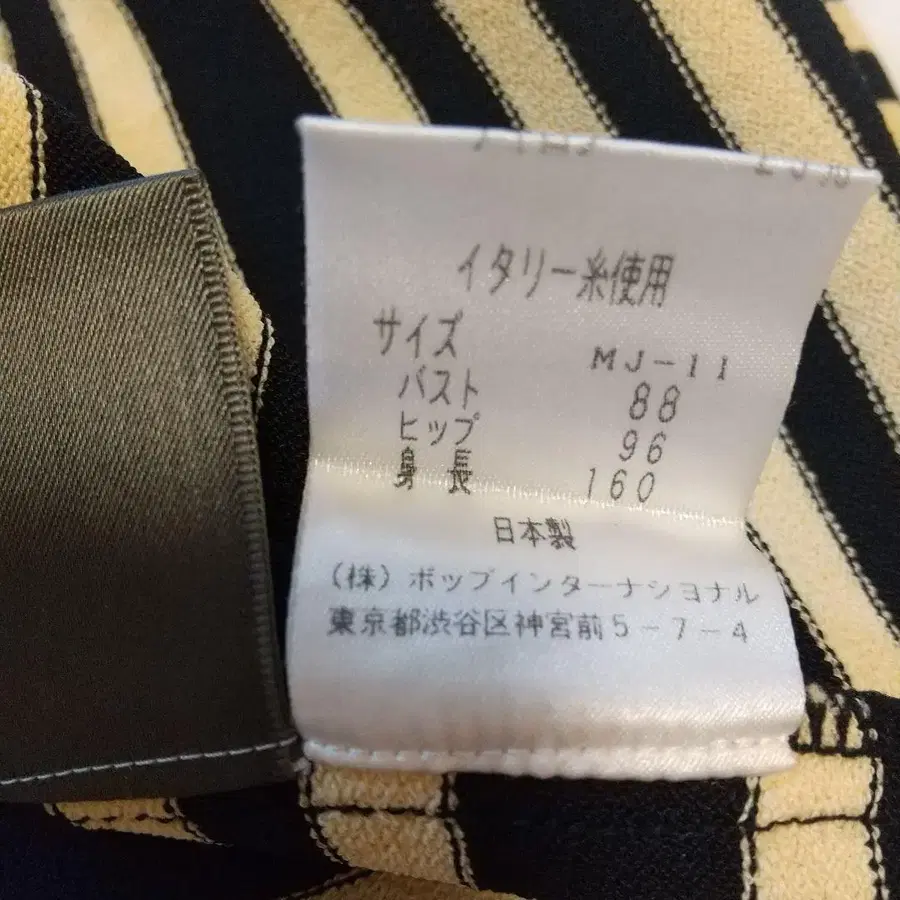 イタリー糸使用
サイズ MJ-11
バスト 88
ヒップ 96
身長 160
日本製
(株)ポップインターナショナル
東京都渋谷区神宮前5-7-4